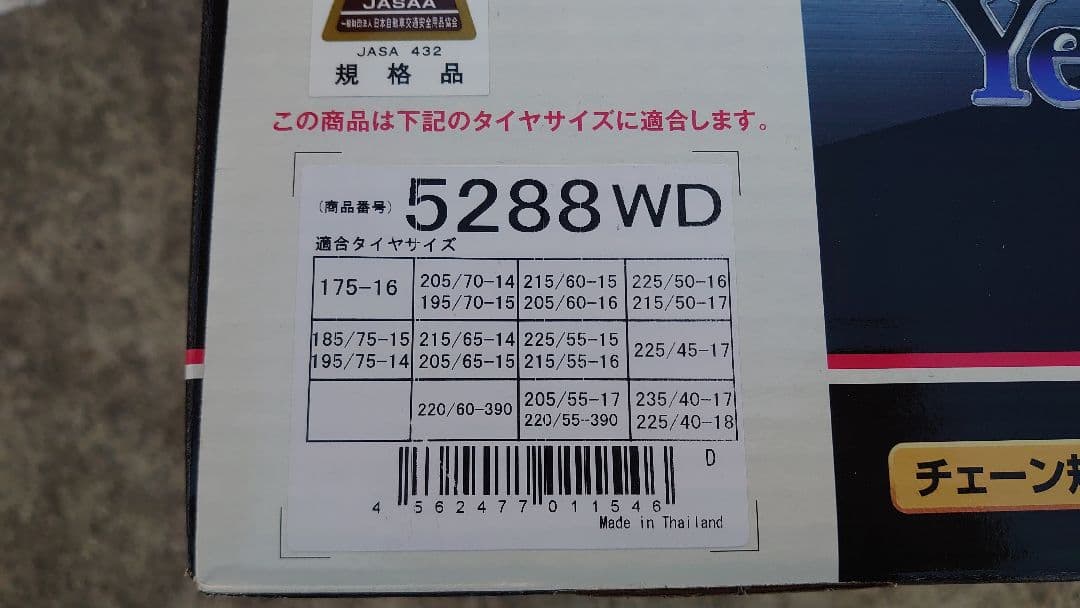 JASAA
一般財団法人 日本自動車交通安全用品協会
JASA 432
規格品
Ye
この商品は下記のタイヤサイズに適合します。
(商品番号) 5288WD
適合タイヤサイズ
175-16
205/70-14
195/70-15
215/60-15
205/60-16
225/50-16
215/50-17
185/75-15
195/75-14
215/65-14
205/65-15
225/55-15
215/55-16
225/45-17
220/60-390
205/55-17
220/55-390
235/40-17
225/40-18
D
4 562477 011546
Made in Thailand
チェーン